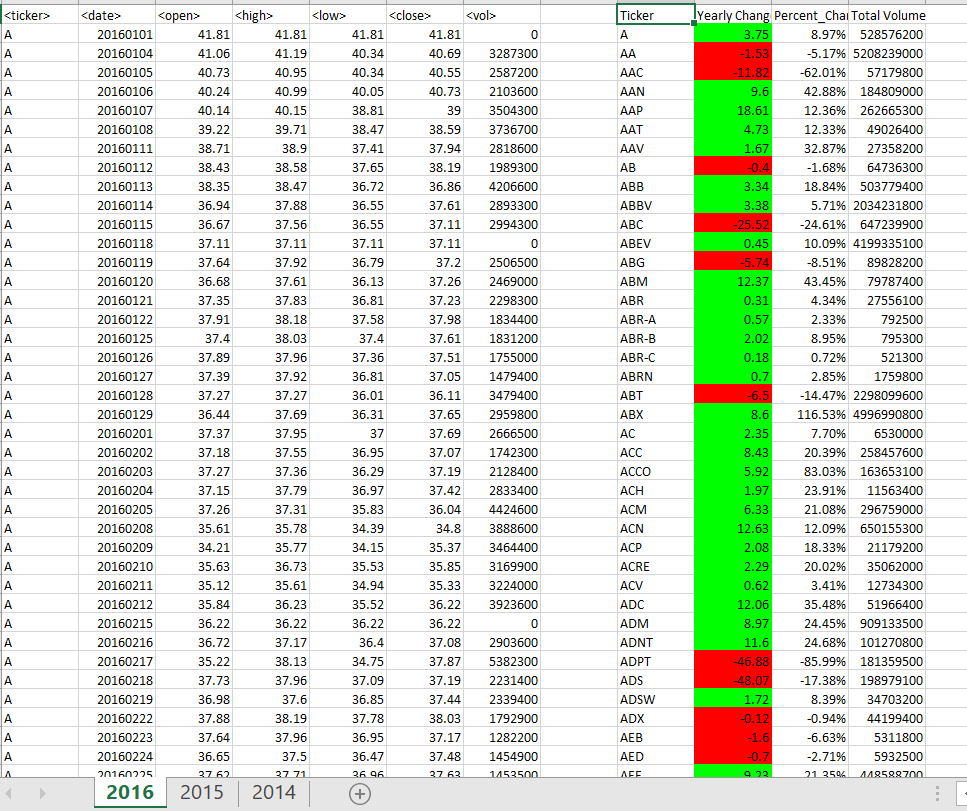 <ticker> <date> <open> <high> <low> <close> <vol> Ticker Yearly Chang Percent_Cha Total Volume
A 20160101 41.81 41.81 41.81 41.81 0 A 3.75 8.97% 528576200
A 20160104 41.06 41.19 40.34 40.69 3287300 AA -1.53 -5.17% 5208239000
A 20160105 40.73 40.95 40.34 40.55 2587200 AAC -11.82 -62.01% 57179800
A 20160106 40.24 40.99 40.05 40.73 2103600 AAN 9.6 42.88% 184809000
A 20160107 40.14 40.15 38.81 39 3504300 AAP 18.61 12.36% 262665300
A 20160108 39.22 39.71 38.47 38.59 3736700 AAT 4.73 12.33% 49026400
A 20160111 38.71 38.9 37.41 37.94 2818600 AAV 1.67 32.87% 27358200
A 20160112 38.43 38.58 37.65 38.19 1989300 AB -0.4 -1.68% 64736300
A 20160113 38.35 38.47 36.72 36.86 4206600 ABB 3.34 18.84% 503779400
A 20160114 36.94 37.88 36.55 37.61 2893300 ABBV 3.38 5.71% 2034231800
A 20160115 36.67 37.56 36.55 37.11 2994300 ABC -25.52 -24.61% 647239900
A 20160118 37.11 37.11 37.11 37.11 0 ABEV 0.45 10.09% 4199335100
A 20160119 37.64 37.92 36.79 37.2 2506500 ABG -5.74 -8.51% 89828200
A 20160120 36.68 37.61 36.13 37.26 2469000 ABM 12.37 43.45% 79787400
A 20160121 37.35 37.83 36.81 37.23 2298300 ABR 0.31 4.34% 27556100
A 20160122 37.91 38.18 37.58 37.98 1834400 ABR-A 0.57 2.33% 792500
A 20160125 37.4 38.03 37.4 37.61 1831200 ABR-B 2.02 8.95% 795300
A 20160126 37.89 37.96 37.36 37.51 1755000 ABR-C 0.18 0.72% 521300
A 20160127 37.39 37.92 36.81 37.05 1479400 ABRN 0.7 2.85% 1759800
A 20160128 37.27 37.27 36.01 36.11 3479400 ABT -6.5 -14.47% 2298099600
A 20160129 36.44 37.69 36.31 37.65 2959800 ABX 8.6 116.53% 4996990800
A 20160201 37.37 37.95 37 37.69 2666500 AC 2.35 7.70% 6530000
A 20160202 37.18 37.55 36.95 37.07 1742300 ACC 8.43 20.39% 258457600
A 20160203 37.27 37.36 36.29 37.19 2128400 ACCO 5.92 83.03% 163653100
A 20160204 37.15 37.79 36.97 37.42 2833400 ACH 1.97 23.91% 11563400
A 20160205 37.26 37.31 35.83 36.04 4424600 ACM 6.33 21.08% 296759000
A 20160208 35.61 35.78 34.39 34.8 3888600 ACN 12.63 12.09% 650155300
A 20160209 34.21 35.77 34.15 35.37 3464400 ACP 2.08 18.33% 21179200
A 20160210 35.63 36.73 35.53 35.85 3169900 ACRE 2.29 20.02% 35062000
A 20160211 35.12 35.61 34.94 35.33 3224000 ACV 0.62 3.41% 12734300
A 20160212 35.84 36.23 35.52 36.22 3923600 ADC 12.06 35.48% 51966400
A 20160215 36.22 36.22 36.22 36.22 0 ADM 8.97 24.45% 909133500
A 20160216 36.72 37.17 36.4 37.08 2903600 ADNT 11.6 24.68% 101270800
A 20160217 35.22 38.13 34.75 37.87 5382300 ADPT -46.88 -85.99% 181359500
A 20160218 37.73 37.96 37.09 37.19 2231400 ADS -48.07 -17.38% 198979100
A 20160219 36.98 37.6 36.85 37.44 2339400 ADSW 1.72 8.39% 34703200
A 20160222 37.88 38.19 37.78 38.03 1792900 ADX -0.12 -0.94% 44199400
A 20160223 37.64 37.96 36.95 37.17 1282200 AEB -1.6 -6.63% 5311800
A 20160224 36.65 37.5 36.47 37.48 1454900 AED -0.7 -2.71% 5932500
A 20160225 37.62 37.71 36.96 37.63 1453500 AEE 9.23 21.35% 448588700
2016 2015 2014